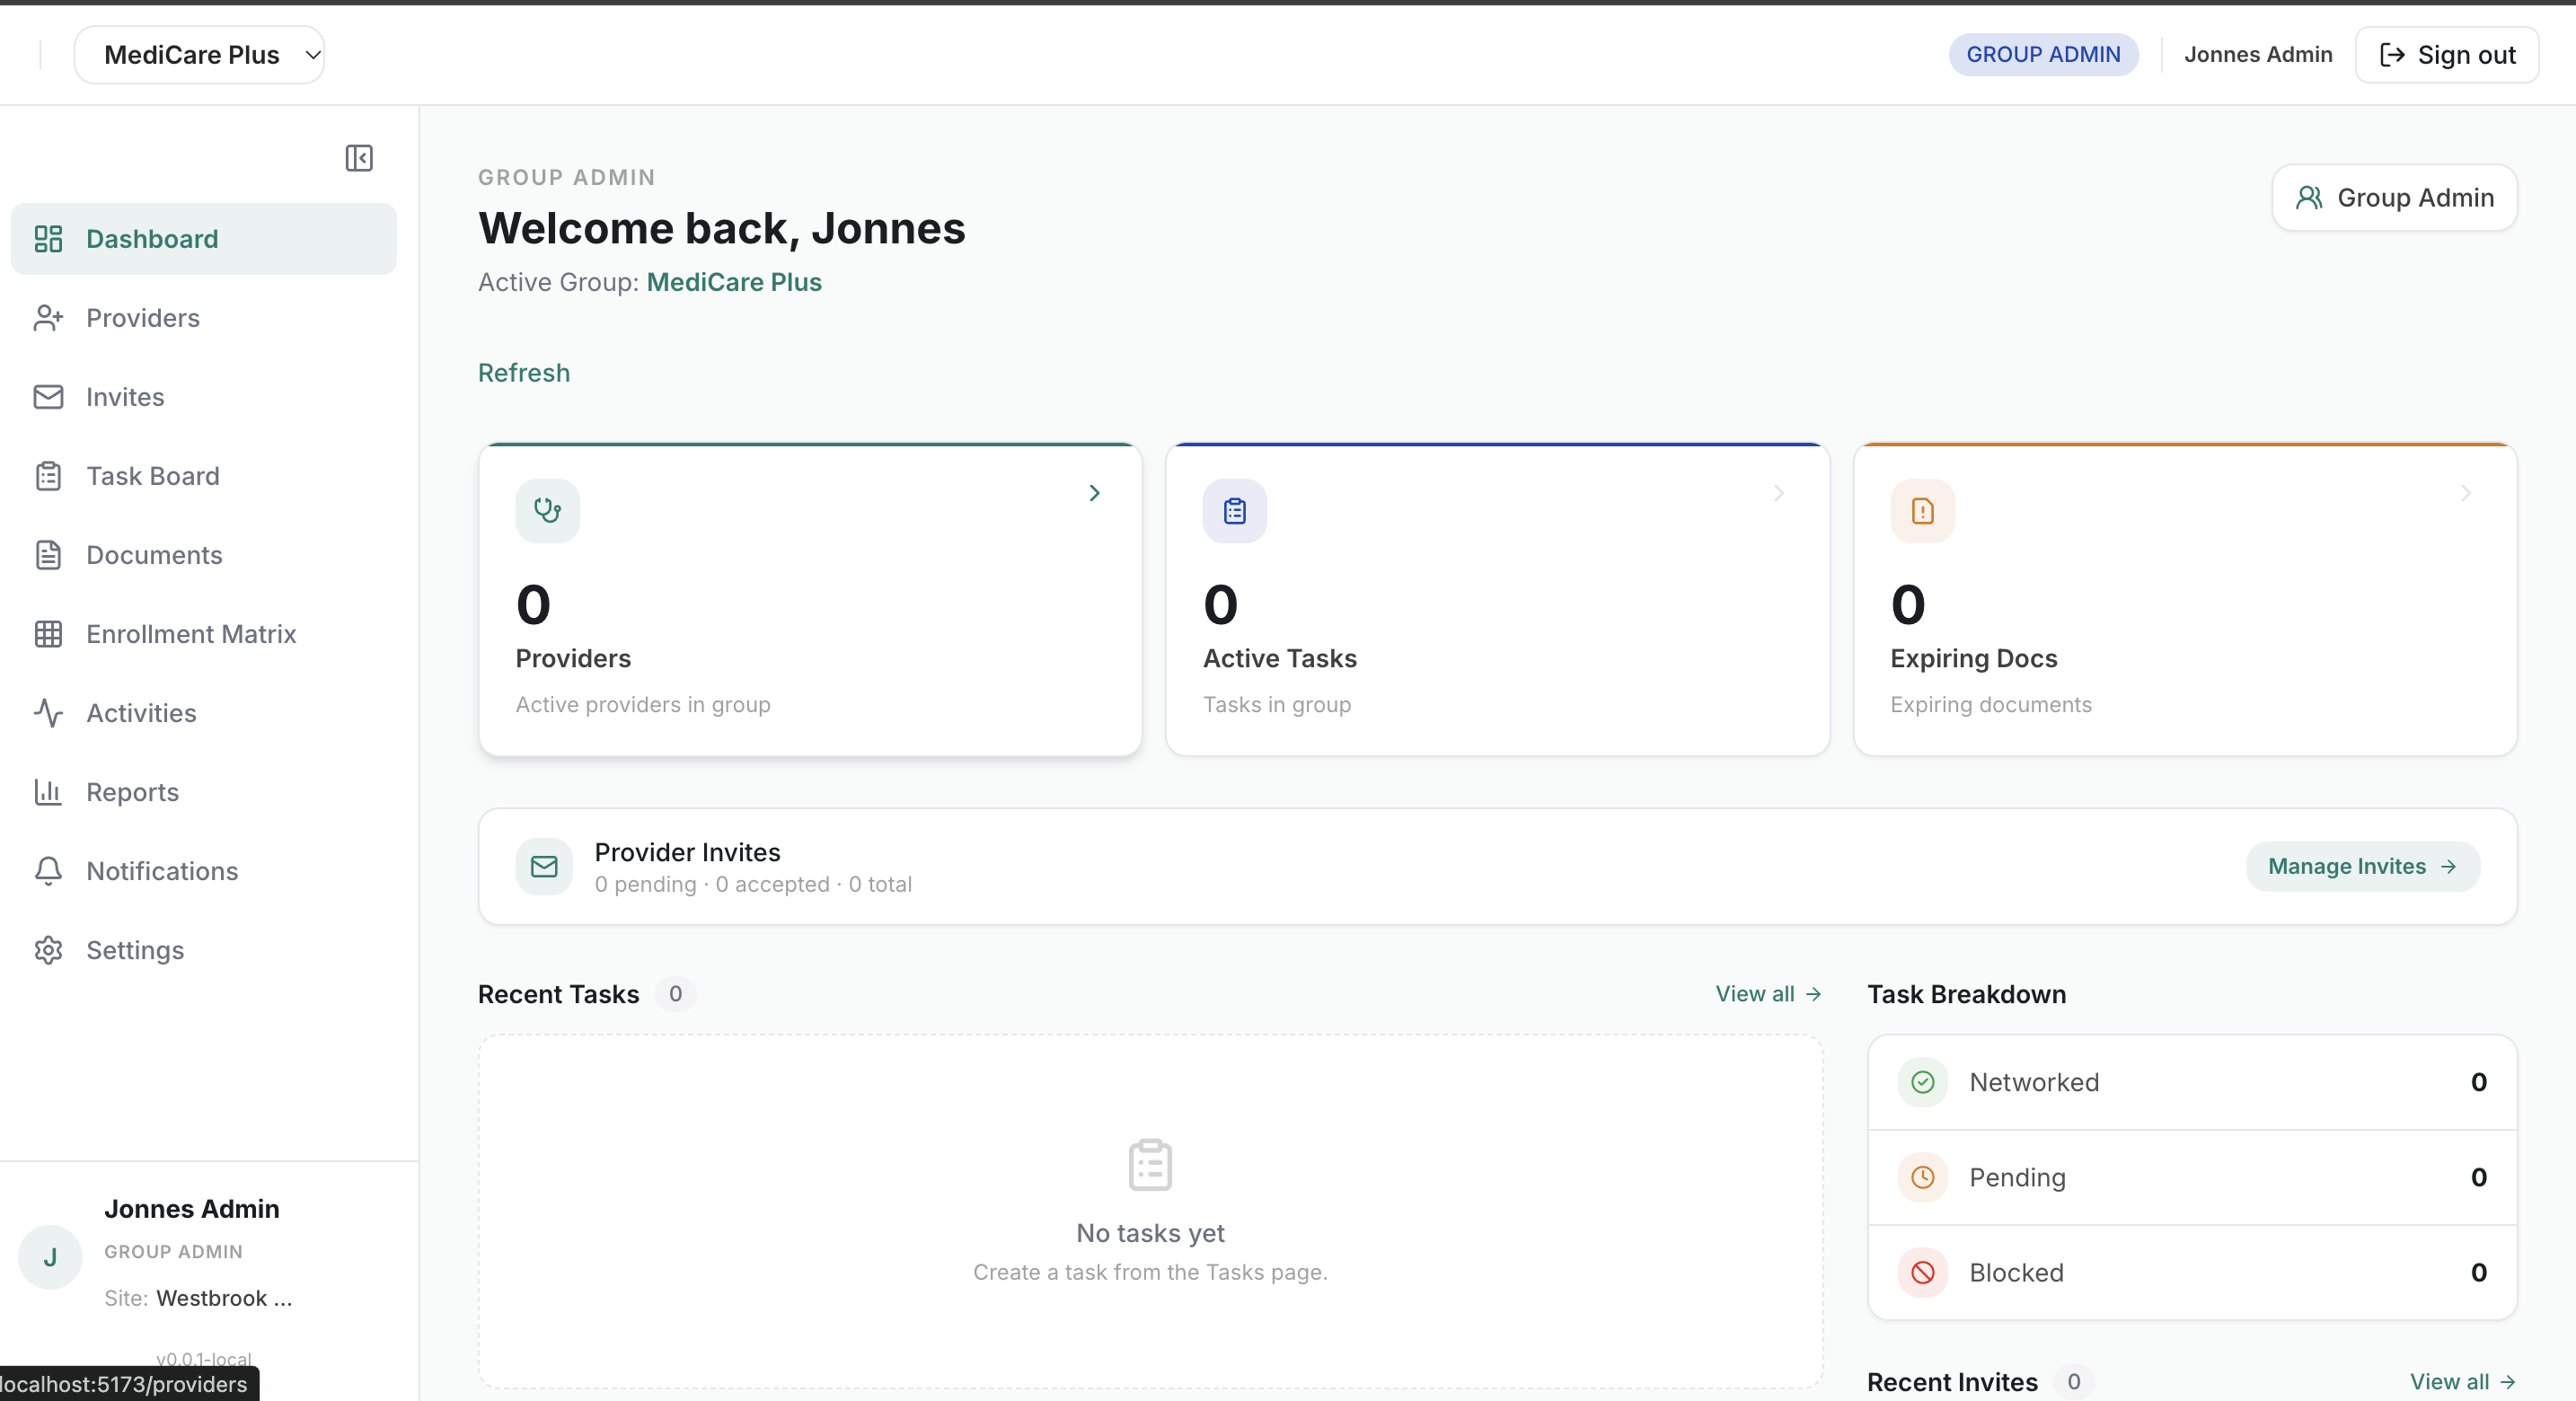 MediCare Plus
GROUP ADMIN
Jonnes Admin
Sign out
Dashboard
Providers
Invites
Task Board
Documents
Enrollment Matrix
Activities
Reports
Notifications
Settings
Jonnes Admin
GROUP ADMIN
J
Site: Westbrook ...
v0.0.1-local
localhost:5173/providers
GROUP ADMIN
Welcome back, Jonnes
Active Group: MediCare Plus
Group Admin
Refresh
0
Providers
Active providers in group
0
Active Tasks
Tasks in group
0
Expiring Docs
Expiring documents
Provider Invites
0 pending · 0 accepted · 0 total
Manage Invites
Recent Tasks 0
View all
No tasks yet
Create a task from the Tasks page.
Task Breakdown
Networked 0
Pending 0
Blocked 0
Recent Invites 0
View all